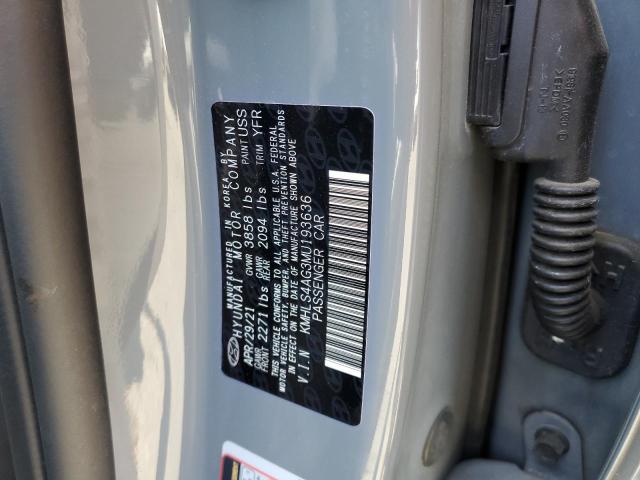 MANUFACTURED IN KOREA BY
HYUNDAI MOTOR COMPANY
APR/29/21 GVWR 3858 lbs PAINT USS
GAWR FRONT 2271 lbs GAWR REAR 2094 lbs TRIM YFR
THIS VEHICLE CONFORMS TO ALL APPLICABLE U.S.A. FEDERAL
MOTOR VEHICLE SAFETY, BUMPER, AND THEFT PREVENTION STANDARDS
IN EFFECT ON THE DATE OF MANUFACTURE SHOWN ABOVE
V.I.N KMHLS4AG3MU193636
PASSENGER CAR